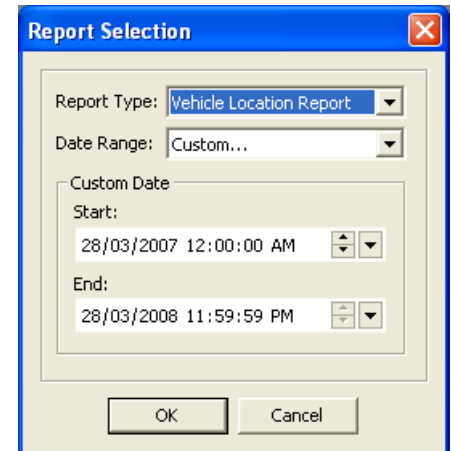 Report Selection
Report Type: Vehicle Location Report
Date Range: Custom...
Custom Date
Start:
28/03/2007 12:00:00 AM
End:
28/03/2008 11:59:59 PM
OK Cancel